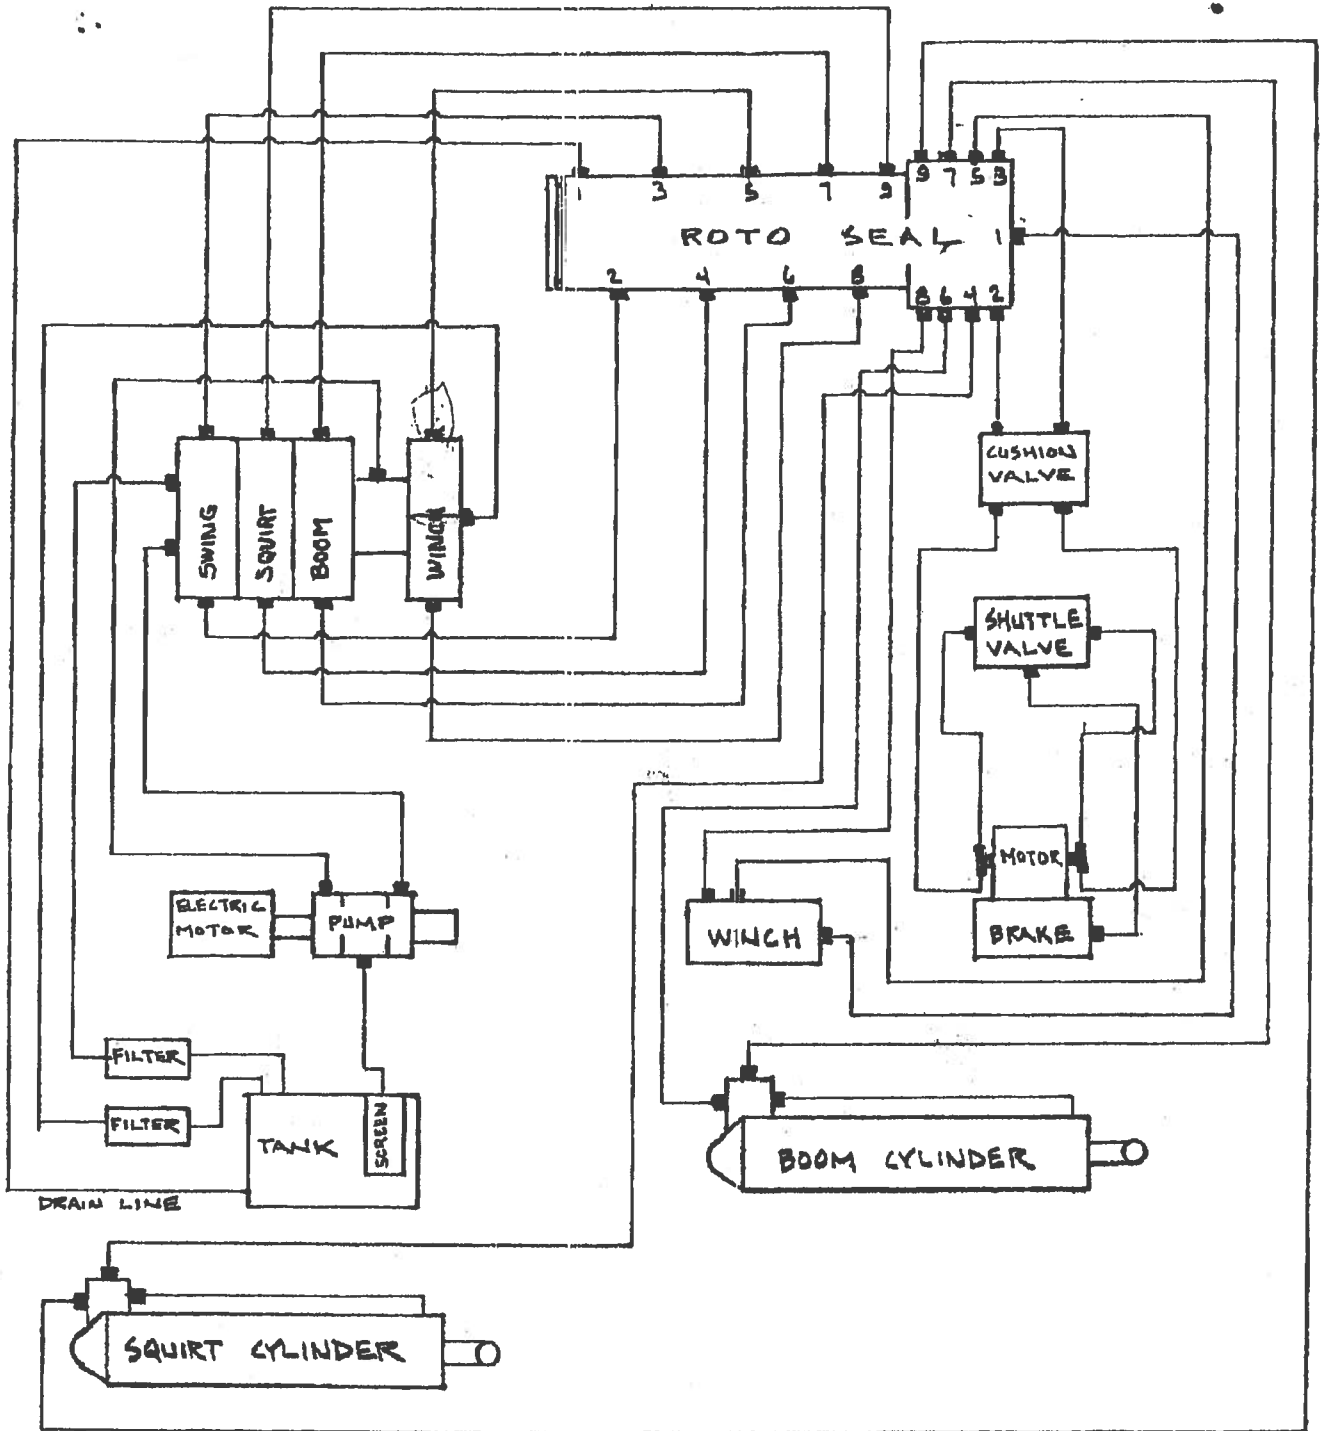 9 7 5 3
1 3 5 7 9
ROTO SEAL 1
2 4 6 8
8 6 4 2
CUSHION
VALVE
SWING
SQUIRT
BOOM
WINCH
SHUTTLE
VALVE
MOTOR
BRAKE
ELECTRIC
MOTOR
PUMP
WINCH
FILTER
FILTER
TANK
SCREEN
DRAIN LINE
BOOM CYLINDER
SQUIRT CYLINDER